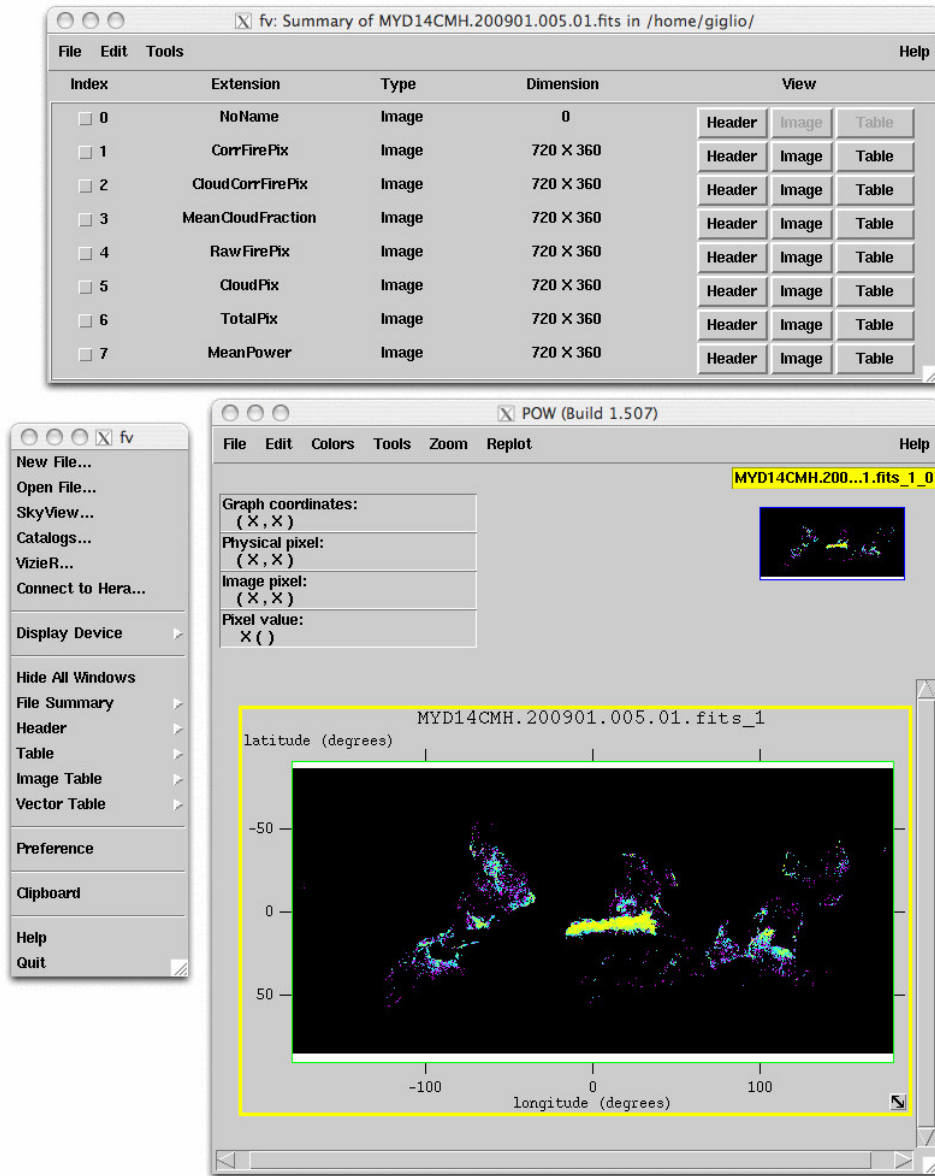 fv: Summary of MYD14CMH.200901.005.01.fits in /home/giglio/
File Edit Tools Help
Index Extension Type Dimension View
0 NoName Image 0 Header Image Table
1 CorrFirePix Image 720 X 360 Header Image Table
2 CloudCorrFirePix Image 720 X 360 Header Image Table
3 MeanCloudFraction Image 720 X 360 Header Image Table
4 RawFirePix Image 720 X 360 Header Image Table
5 CloudPix Image 720 X 360 Header Image Table
6 TotalPix Image 720 X 360 Header Image Table
7 MeanPower Image 720 X 360 Header Image Table
fv
New File...
Open File...
SkyView...
Catalogs...
VizieR...
Connect to Hera...
Display Device
Hide All Windows
File Summary
Header
Table
Image Table
Vector Table
Preference
Clipboard
Help
Quit
POW (Build 1.507)
File Edit Colors Tools Zoom Replot Help
MYD14CMH.200...1.fits_1_0
Graph coordinates:
(X,X)
Physical pixel:
(X,X)
Image pixel:
(X,X)
Pixel value:
X()
MYD14CMH.200901.005.01.fits_1
latitude (degrees)
-50
0
50
-100 0 100
longitude (degrees)